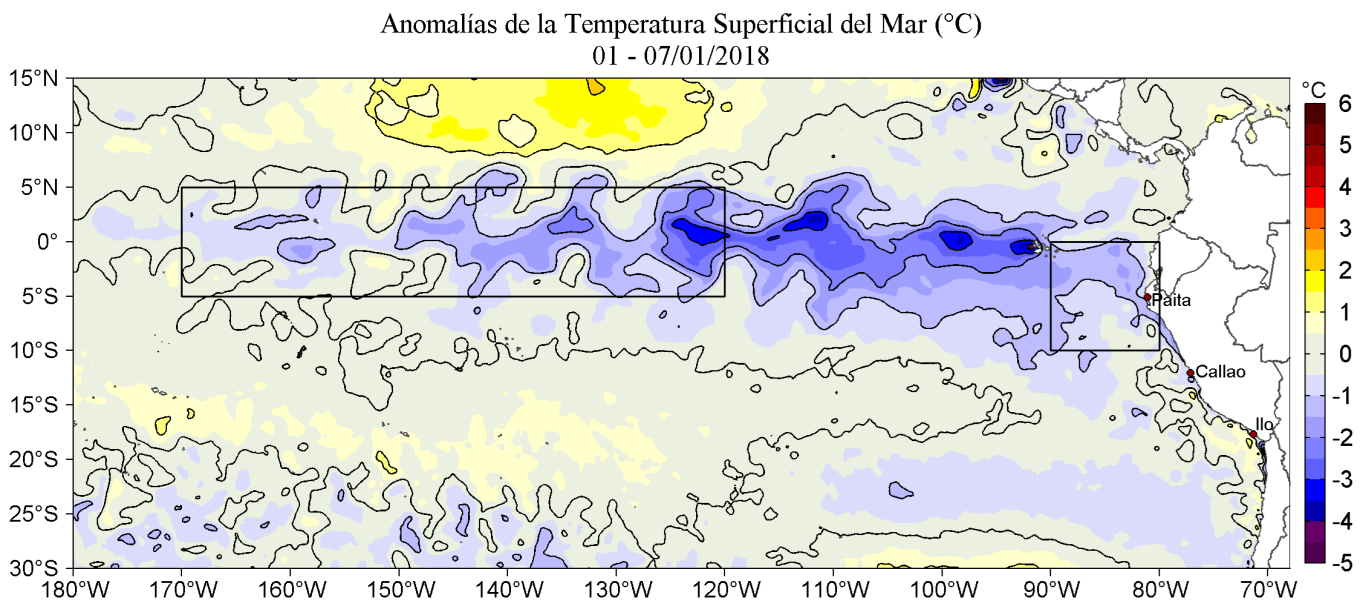 Anomalías de la Temperatura Superficial del Mar (°C)
01 - 07/01/2018
15°N
10°N
5°N
0°
5°S
10°S
15°S
20°S
25°S
30°S
180°W
170°W
160°W
150°W
140°W
130°W
120°W
110°W
100°W
90°W
80°W
70°W
Paita
Callao
Ilo
°C
6
5
4
3
2
1
0
-1
-2
-3
-4
-5